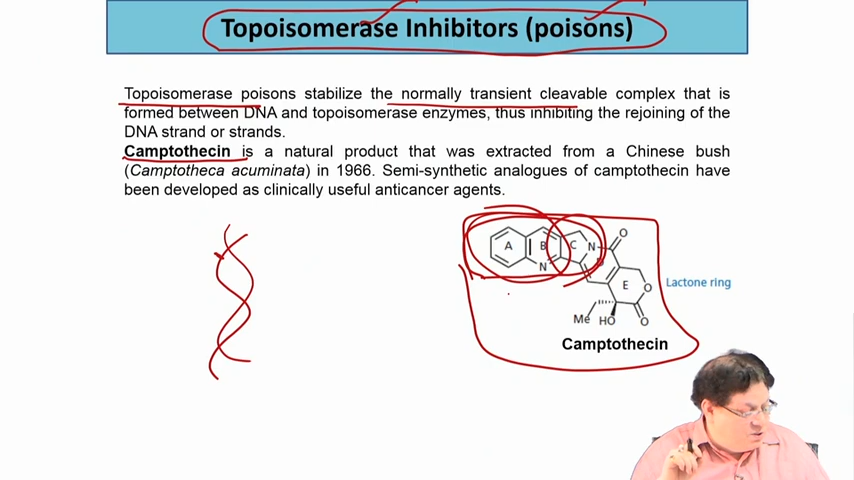 Topoisomerase Inhibitors (poisons)
Topoisomerase poisons stabilize the normally transient cleavable complex that is
formed between DNA and topoisomerase enzymes, thus inhibiting the rejoining of the
DNA strand or strands.
Camptothecin is a natural product that was extracted from a Chinese bush
(Camptotheca acuminata) in 1966. Semi-synthetic analogues of camptothecin have
been developed as clinically useful anticancer agents.
O
A B C N
N D
E O Lactone ring
Me HO O
Camptothecin